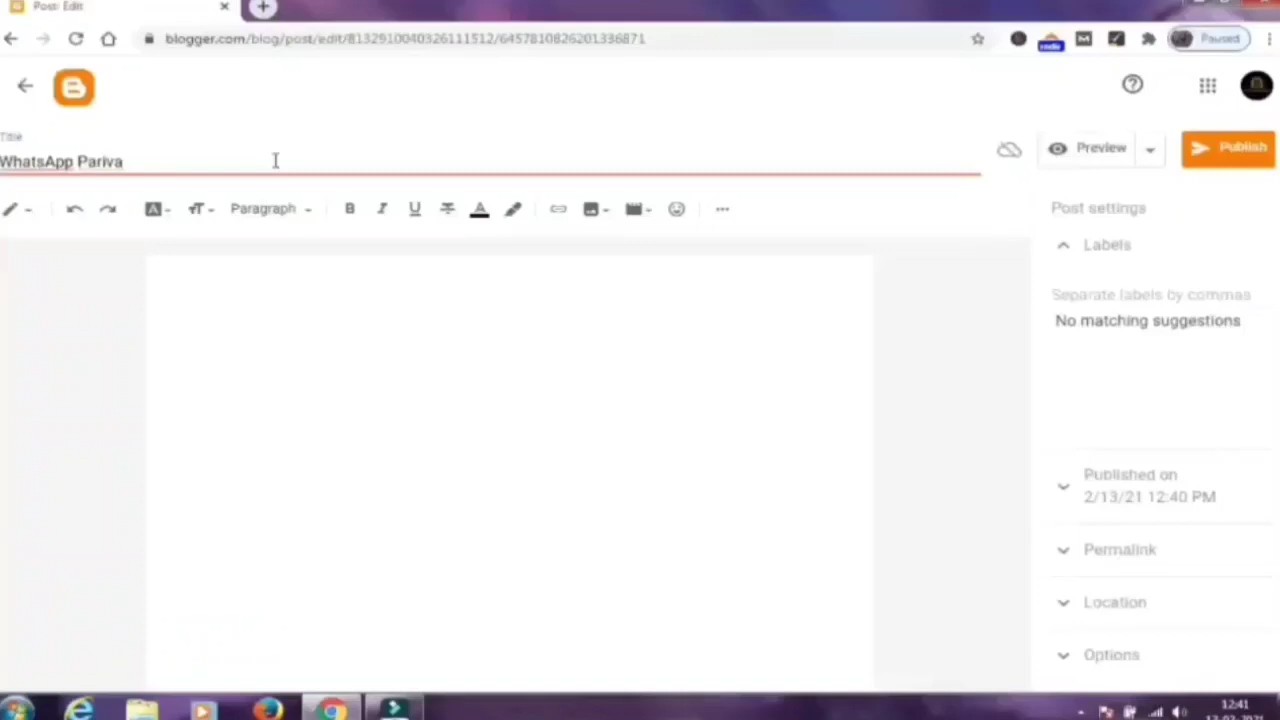 Post: Edit
blogger.com/blog/post/edit/8132910040326111512/6457810826201336871
Paused
Title
WhatsApp Pariva
Preview
Publish
Paragraph
Post settings
Labels
Separate labels by commas
No matching suggestions
Published on
2/13/21 12:40 PM
Permalink
Location
Options
12:41